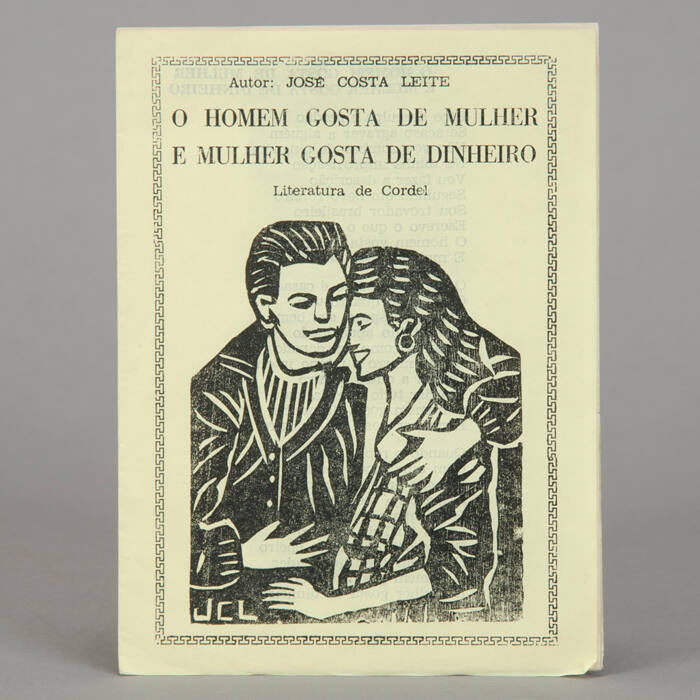 Autor: JOSÉ COSTA LEITE
O HOMEM GOSTA DE MULHER
E MULHER GOSTA DE DINHEIRO
Literatura de Cordel
JCL